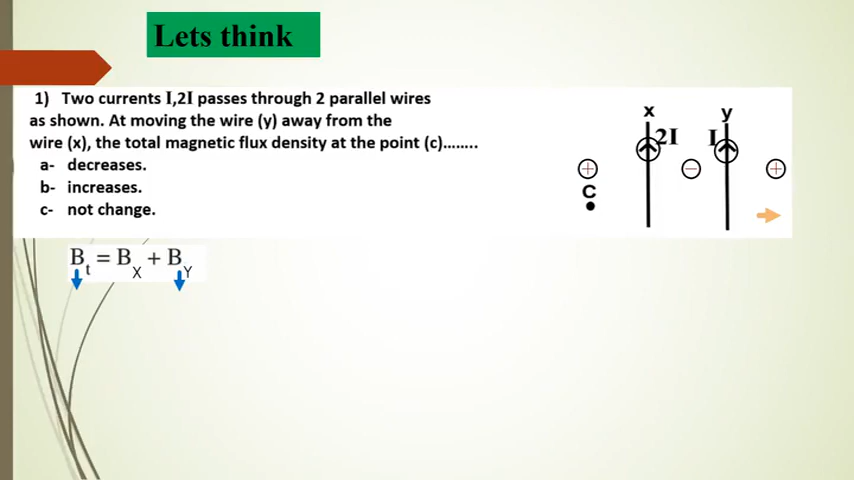 Lets think
1) Two currents I,2I passes through 2 parallel wires
as shown. At moving the wire (y) away from the
wire (x), the total magnetic flux density at the point (c)........
a- decreases.
b- increases.
c- not change.
x
y
2I
I
+
−
+
C
Bt = BX + BY